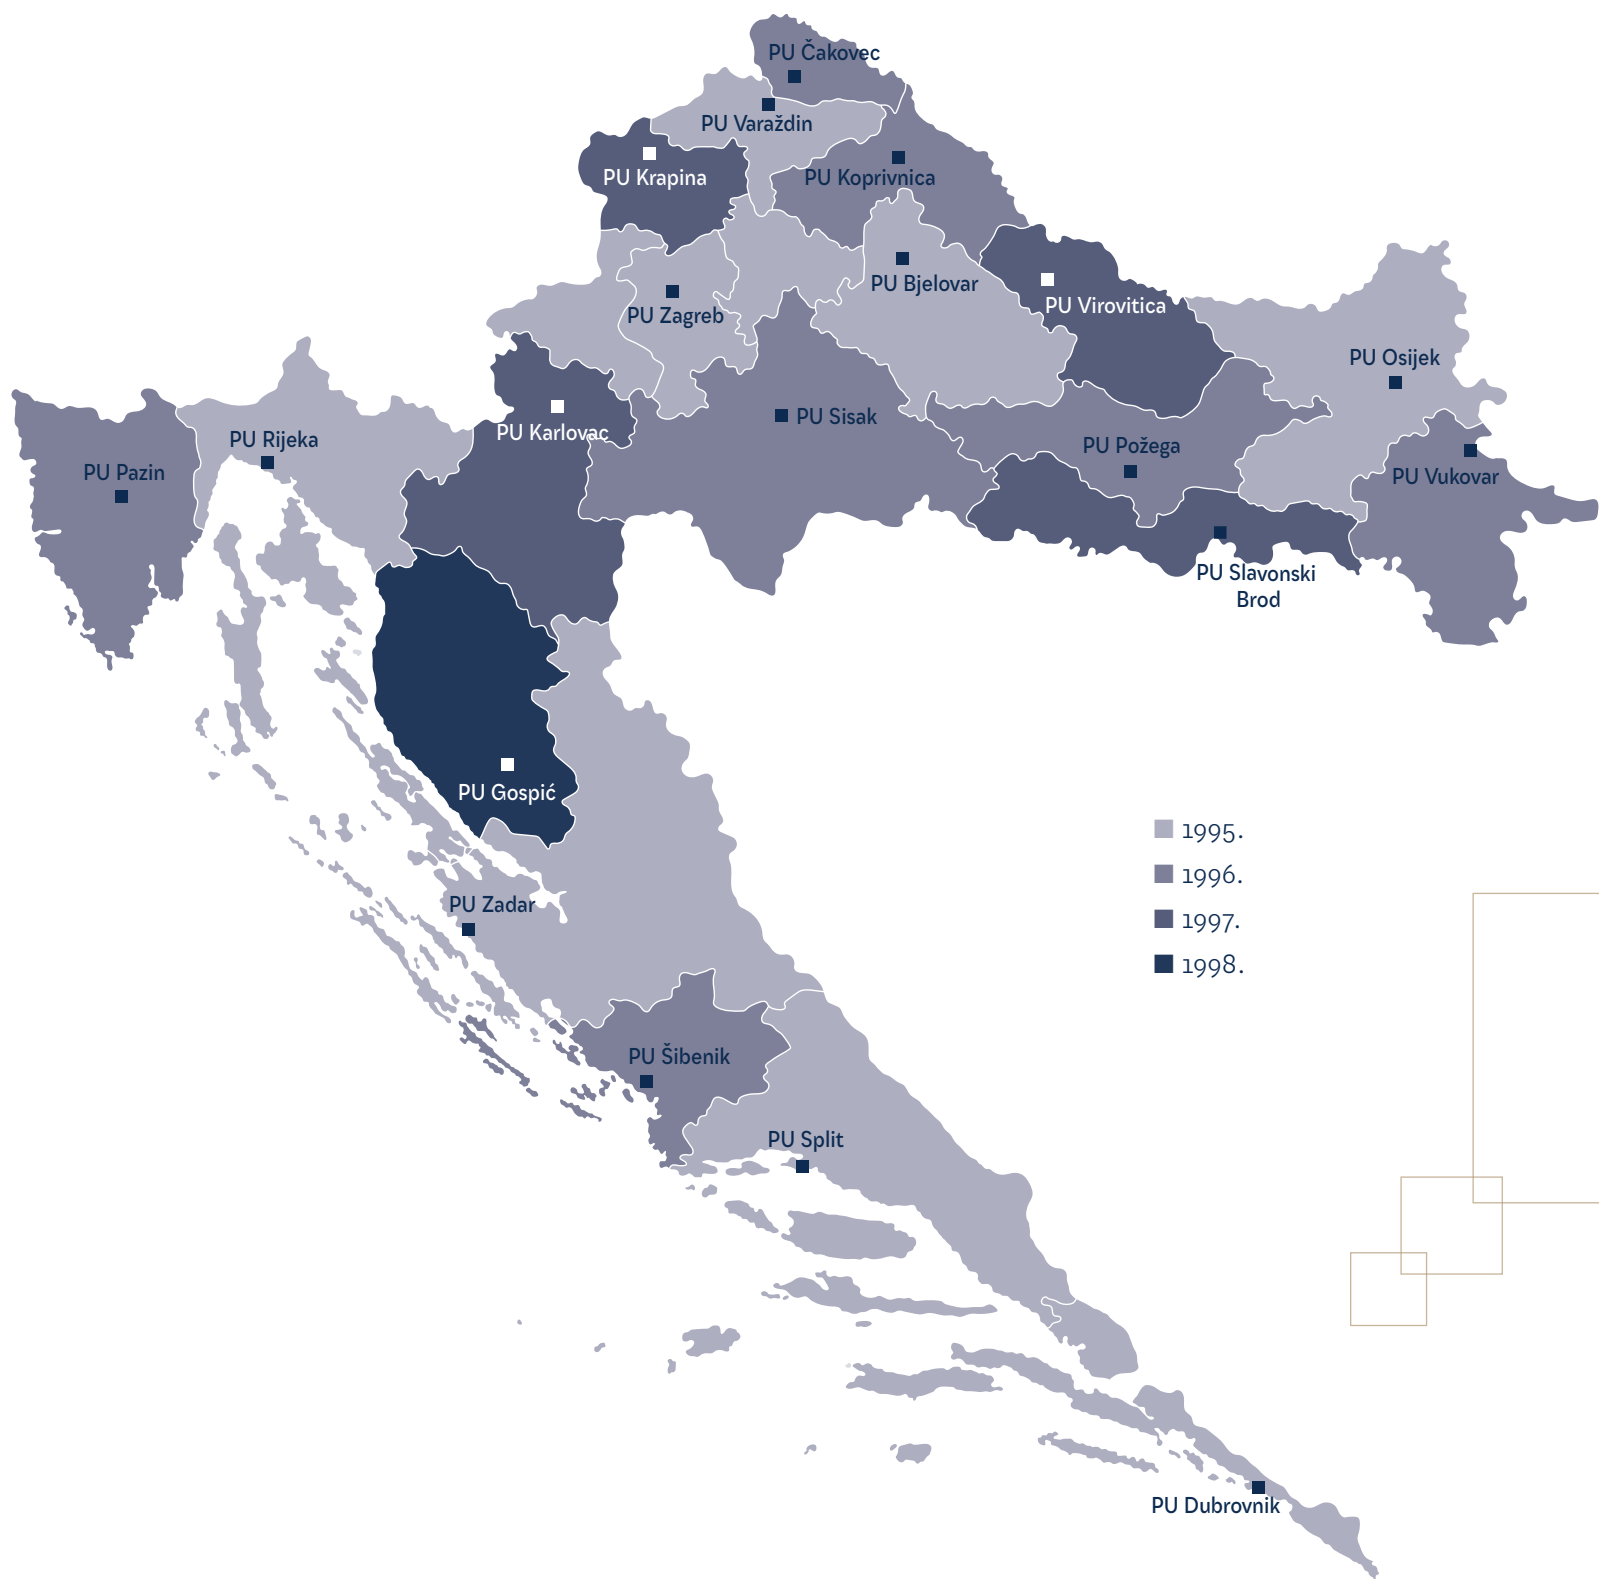 PU Čakovec
PU Varaždin
PU Krapina
PU Koprivnica
PU Bjelovar
PU Virovitica
PU Zagreb
PU Osijek
PU Karlovac
PU Sisak
PU Rijeka
PU Požega
PU Pazin
PU Vukovar
PU Slavonski
Brod
PU Gospić
1995.
1996.
1997.
1998.
PU Zadar
PU Šibenik
PU Split
PU Dubrovnik